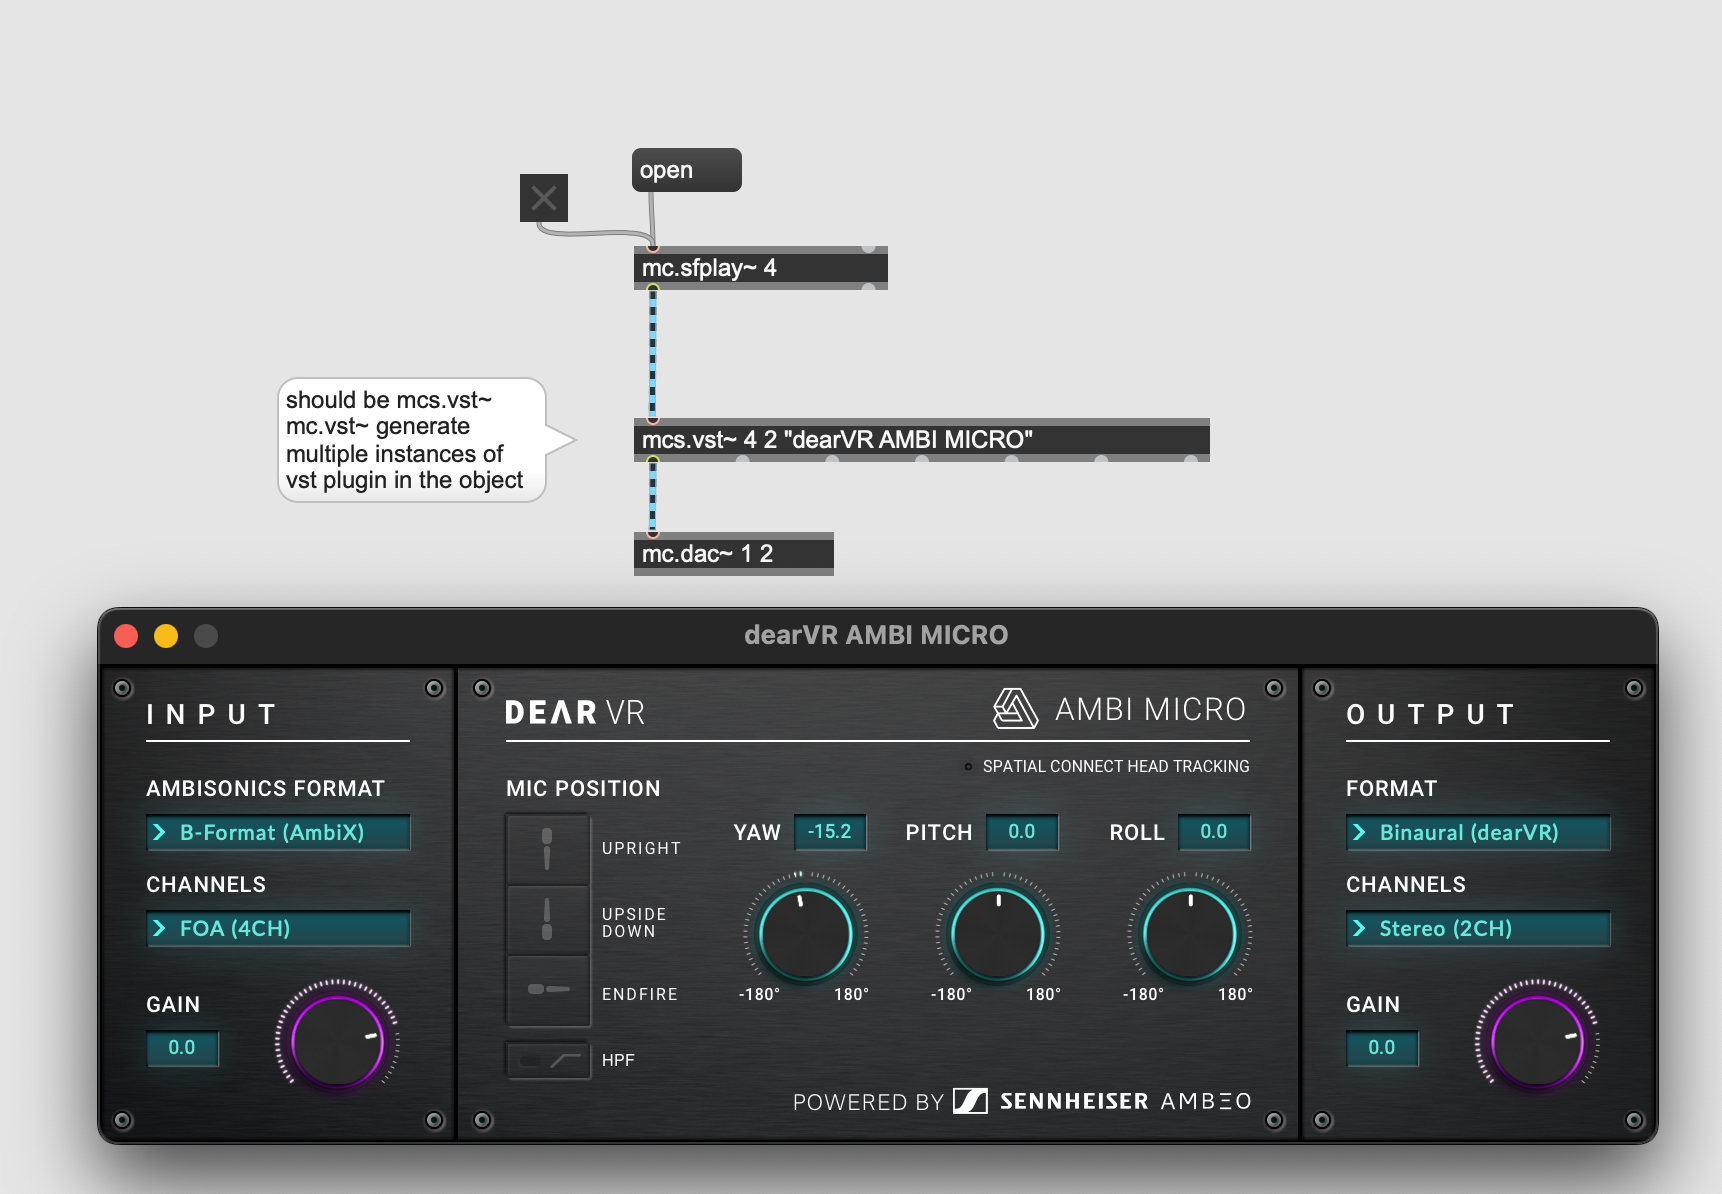 open
mc.sfplay~ 4
should be mcs.vst~
mc.vst~ generate
multiple instances of
vst plugin in the object
mcs.vst~ 4 2 "dearVR AMBI MICRO"
mc.dac~ 1 2
dearVR AMBI MICRO
INPUT
AMBISONICS FORMAT
B-Format (AmbiX)
CHANNELS
FOA (4CH)
GAIN
0.0
DEAR VR
AMBI MICRO
SPATIAL CONNECT HEAD TRACKING
MIC POSITION
UPRIGHT
UPSIDE
DOWN
ENDFIRE
HPF
YAW -15.2
PITCH 0.0
ROLL 0.0
-180° 180°
-180° 180°
-180° 180°
POWERED BY SENNHEISER AMBEO
OUTPUT
FORMAT
Binaural (dearVR)
CHANNELS
Stereo (2CH)
GAIN
0.0